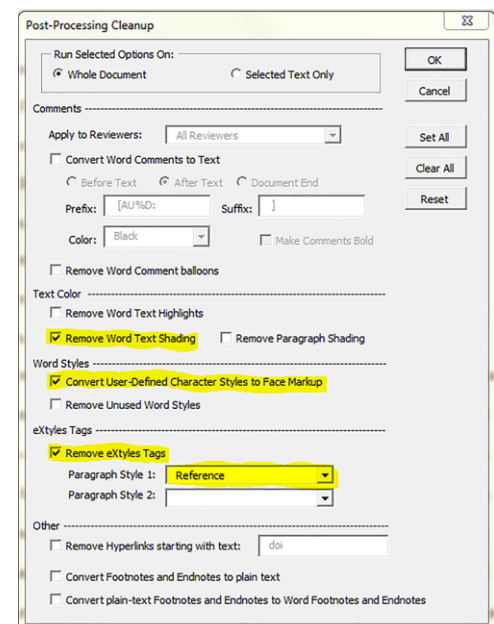 Post-Processing Cleanup
Run Selected Options On:
Whole Document Selected Text Only
OK
Cancel
Comments
Apply to Reviewers: All Reviewers
Set All
Convert Word Comments to Text
Clear All
Before Text After Text Document End
Prefix: [AU%D: Suffix: ]
Reset
Color: Black Make Comments Bold
Remove Word Comment balloons
Text Color
Remove Word Text Highlights
Remove Word Text Shading Remove Paragraph Shading
Word Styles
Convert User-Defined Character Styles to Face Markup
Remove Unused Word Styles
eXtyles Tags
Remove eXtyles Tags
Paragraph Style 1: Reference
Paragraph Style 2:
Other
Remove Hyperlinks starting with text: doi
Convert Footnotes and Endnotes to plain text
Convert plain-text Footnotes and Endnotes to Word Footnotes and Endnotes